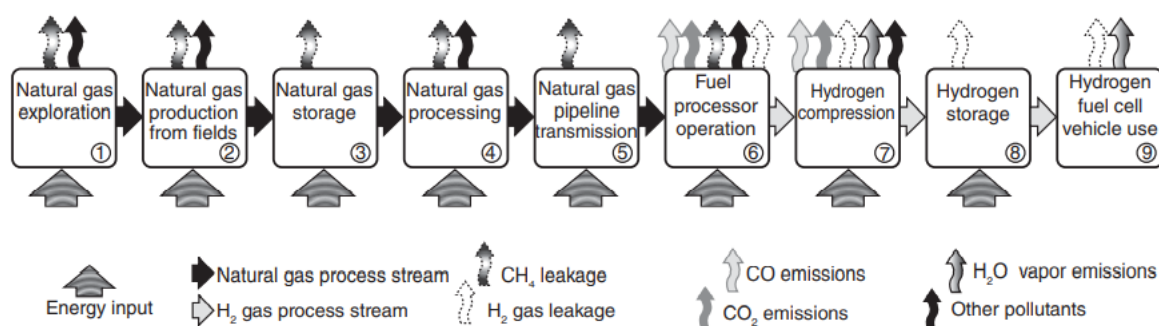 Natural gas
exploration
①
Natural gas
production
from fields
②
Natural gas
storage
③
Natural gas
processing
④
Natural gas
pipeline
transmission
⑤
Fuel
processor
operation
⑥
Hydrogen
compression
⑦
Hydrogen
storage
⑧
Hydrogen
fuel cell
vehicle use
⑨
Energy input
Natural gas process stream
H₂ gas process stream
CH₄ leakage
H₂ gas leakage
CO emissions
CO₂ emissions
H₂O vapor emissions
Other pollutants